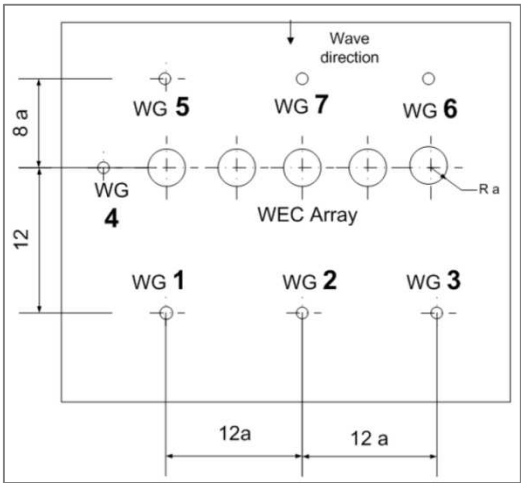 Wave
direction
WG 5
WG 7
WG 6
8 a
WG
4
R a
WEC Array
12
WG 1
WG 2
WG 3
12a
12 a